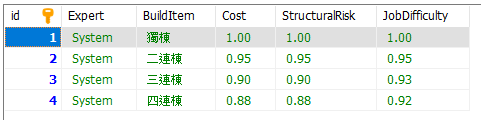 id Expert BuildItem Cost StructuralRisk JobDifficulty
1 System 獨棟 1.00 1.00 1.00
2 System 二連棟 0.95 0.95 0.95
3 System 三連棟 0.90 0.90 0.93
4 System 四連棟 0.88 0.88 0.92